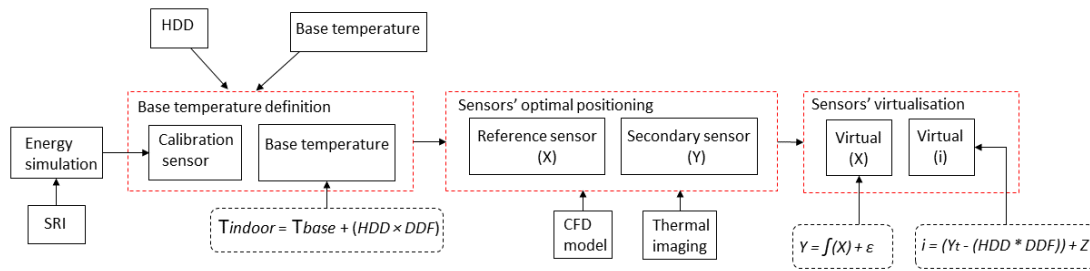 HDD
Base temperature
Base temperature definition
Sensors' optimal positioning
Sensors' virtualisation
Energy
simulation
Calibration
sensor
Base temperature
Reference sensor
(X)
Secondary sensor
(Y)
Virtual
(X)
Virtual
(i)
SRI
Tindoor = Tbase + (HDD × DDF)
CFD
model
Thermal
imaging
Y = ∫(X) + ε
i = (Yt - (HDD * DDF)) + Z